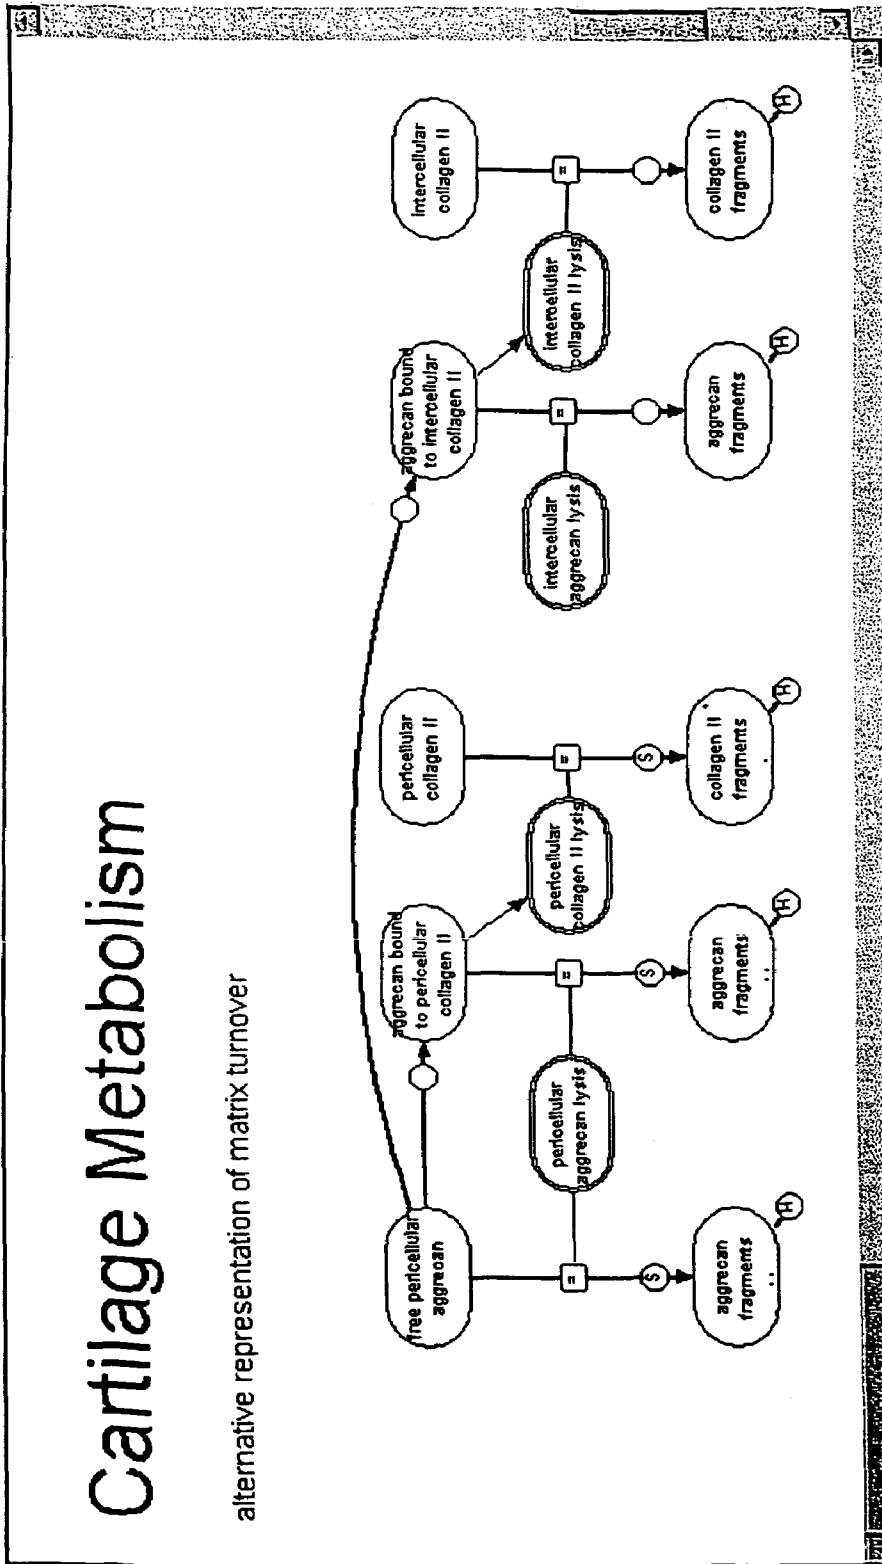 Cartilage Metabolism
alternative representation of matrix turnover
free pericellular
aggrecan
aggrecan bound
to pericellular
collagen II
pericellular
collagen II
aggrecan bound
to intercellular
collagen II
intercellular
collagen II
pericellular
aggrecan lysis
pericellular
collagen II lysis
intercellular
aggrecan lysis
intercellular
collagen II lysis
=
=
=
=
=
S
S
S
aggrecan
fragments
..
H
aggrecan
fragments
..
H
collagen II
fragments
H
aggrecan
fragments
H
collagen II
fragments
H